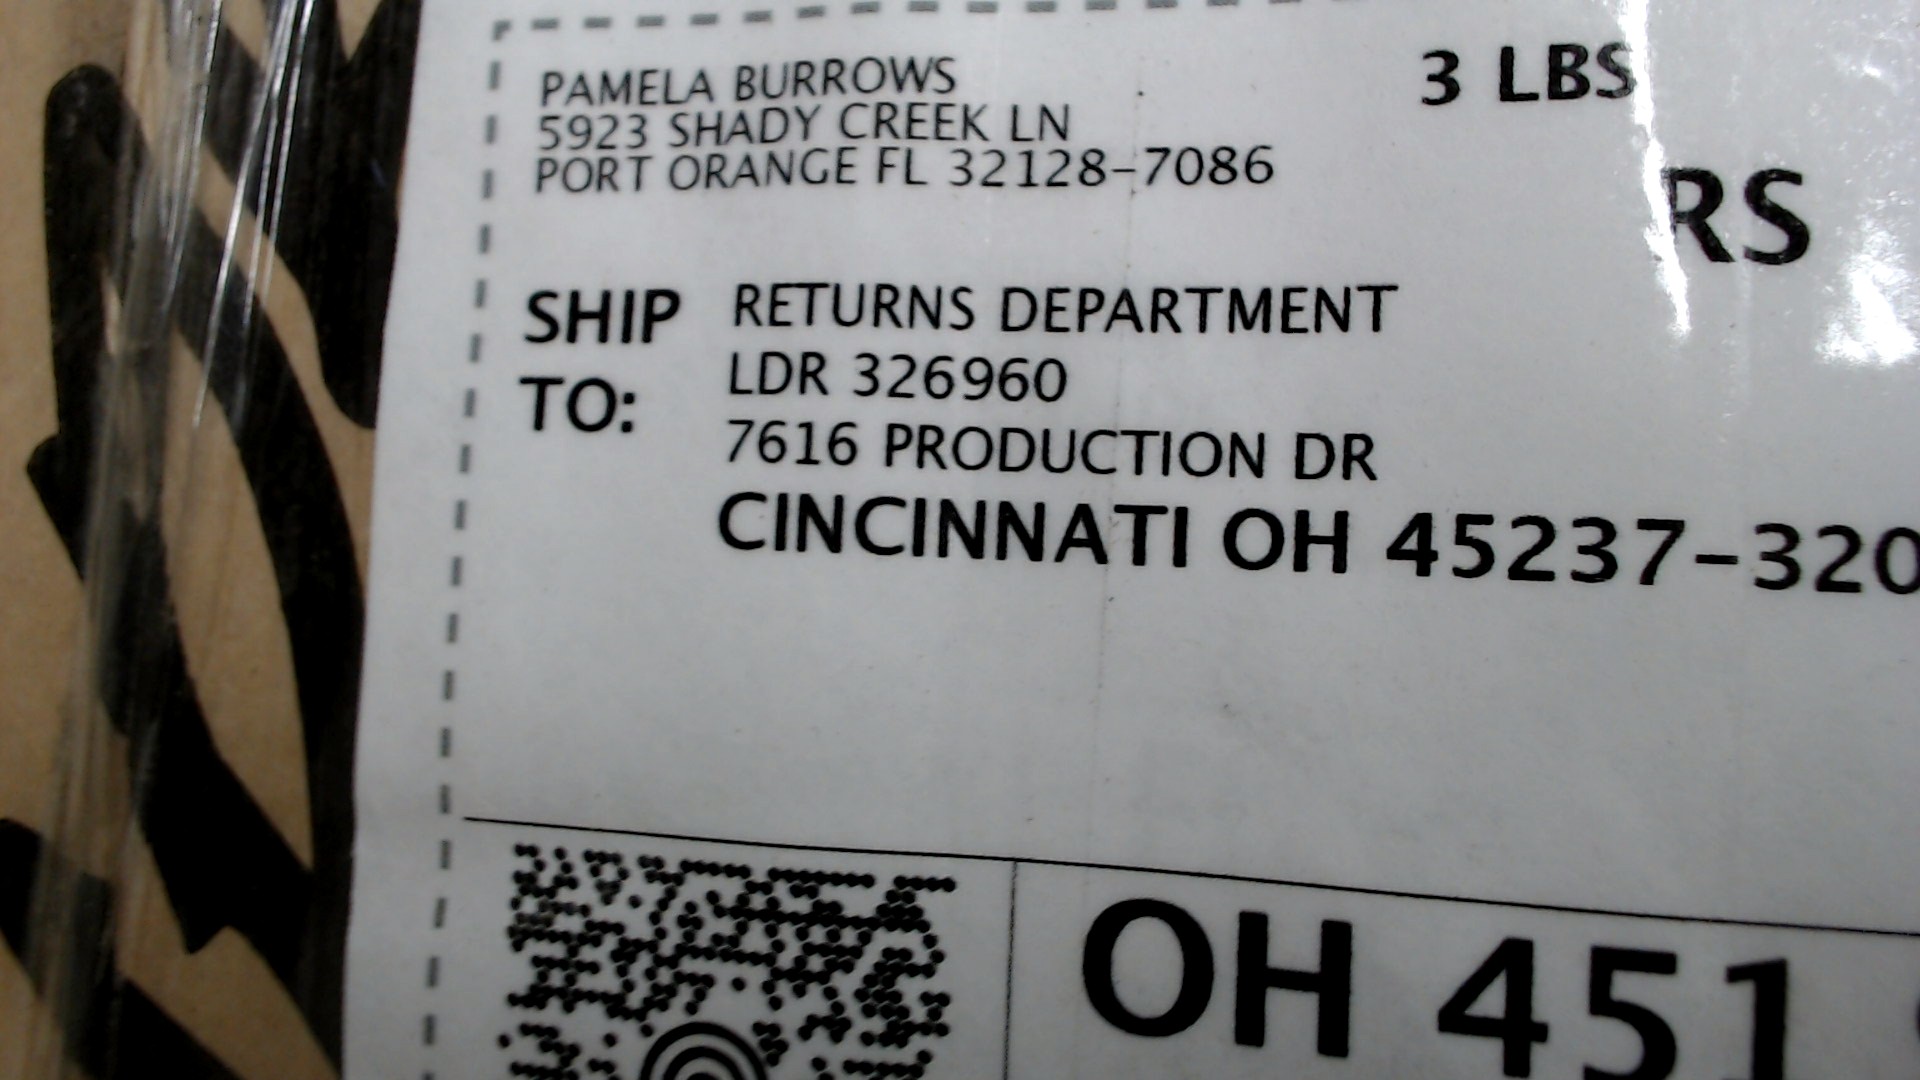 PAMELA BURROWS
5923 SHADY CREEK LN
PORT ORANGE FL 32128-7086
3 LBS
RS
SHIP TO:
RETURNS DEPARTMENT
LDR 326960
7616 PRODUCTION DR
CINCINNATI OH 45237-320
OH 451